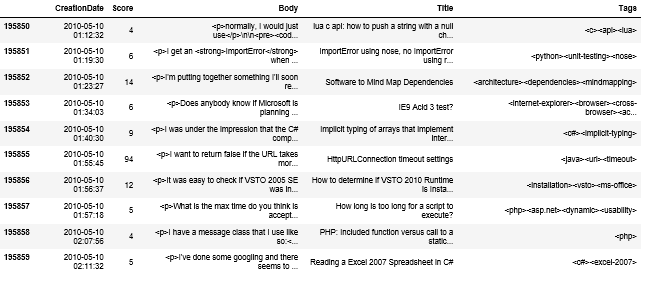 CreationDate Score Body Title Tags
195850 2010-05-10 01:12:32 4 <p>normally, I would just use</p>\n\n<pre><cod... lua c api: how to push a string with a null ch... <c><api><lua>
195851 2010-05-10 01:19:30 6 <p>I get an <strong>ImportError</strong> when ... ImportError using nose, no ImportError using r... <python><unit-testing><nose>
195852 2010-05-10 01:23:27 14 <p>I'm putting together something I'll soon re... Software to Mind Map Dependencies <architecture><dependencies><mindmapping>
195853 2010-05-10 01:34:03 6 <p>Does anybody know if Microsoft is planning ... IE9 Acid 3 test? <internet-explorer><browser><cross-browser><ac...
195854 2010-05-10 01:40:30 9 <p>I was under the impression that the C# comp... Implicit typing of arrays that implement inter... <c#><implicit-typing>
195855 2010-05-10 01:55:45 94 <p>I want to return false if the URL takes mor... HttpURLConnection timeout settings <java><url><timeout>
195856 2010-05-10 01:56:37 12 <p>It was easy to check if VSTO 2005 SE was in... How to determine if VSTO 2010 Runtime is insta... <installation><vsto><ms-office>
195857 2010-05-10 01:57:18 5 <p>What is the max time do you think is accept... How long is too long for a script to execute? <php><asp.net><dynamic><usability>
195858 2010-05-10 02:07:56 4 <p>I have a message class that I use like so:<... PHP: Included function versus call to a static... <php>
195859 2010-05-10 02:11:32 5 <p>I've done some googling and there seems to ... Reading a Excel 2007 Spreadsheet in C# <c#><excel-2007>